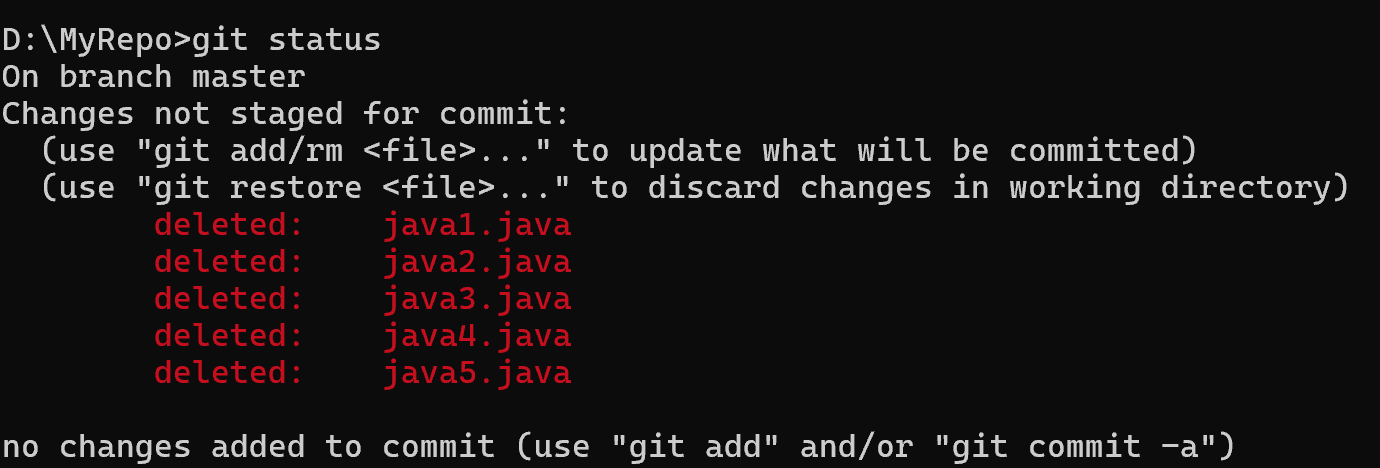 D:\MyRepo>git status
On branch master
Changes not staged for commit:
  (use "git add/rm <file>..." to update what will be committed)
  (use "git restore <file>..." to discard changes in working directory)
        deleted:    java1.java
        deleted:    java2.java
        deleted:    java3.java
        deleted:    java4.java
        deleted:    java5.java

no changes added to commit (use "git add" and/or "git commit -a")